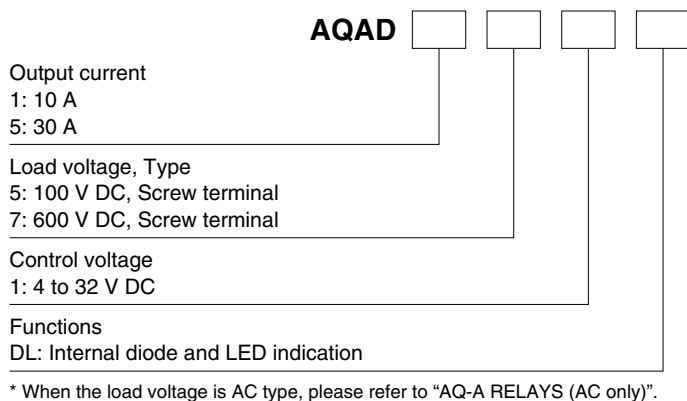 AQAD
Output current
1: 10 A
5: 30 A
Load voltage, Type
5: 100 V DC, Screw terminal
7: 600 V DC, Screw terminal
Control voltage
1: 4 to 32 V DC
Functions
DL: Internal diode and LED indication
* When the load voltage is AC type, please refer to “AQ-A RELAYS (AC only)”.